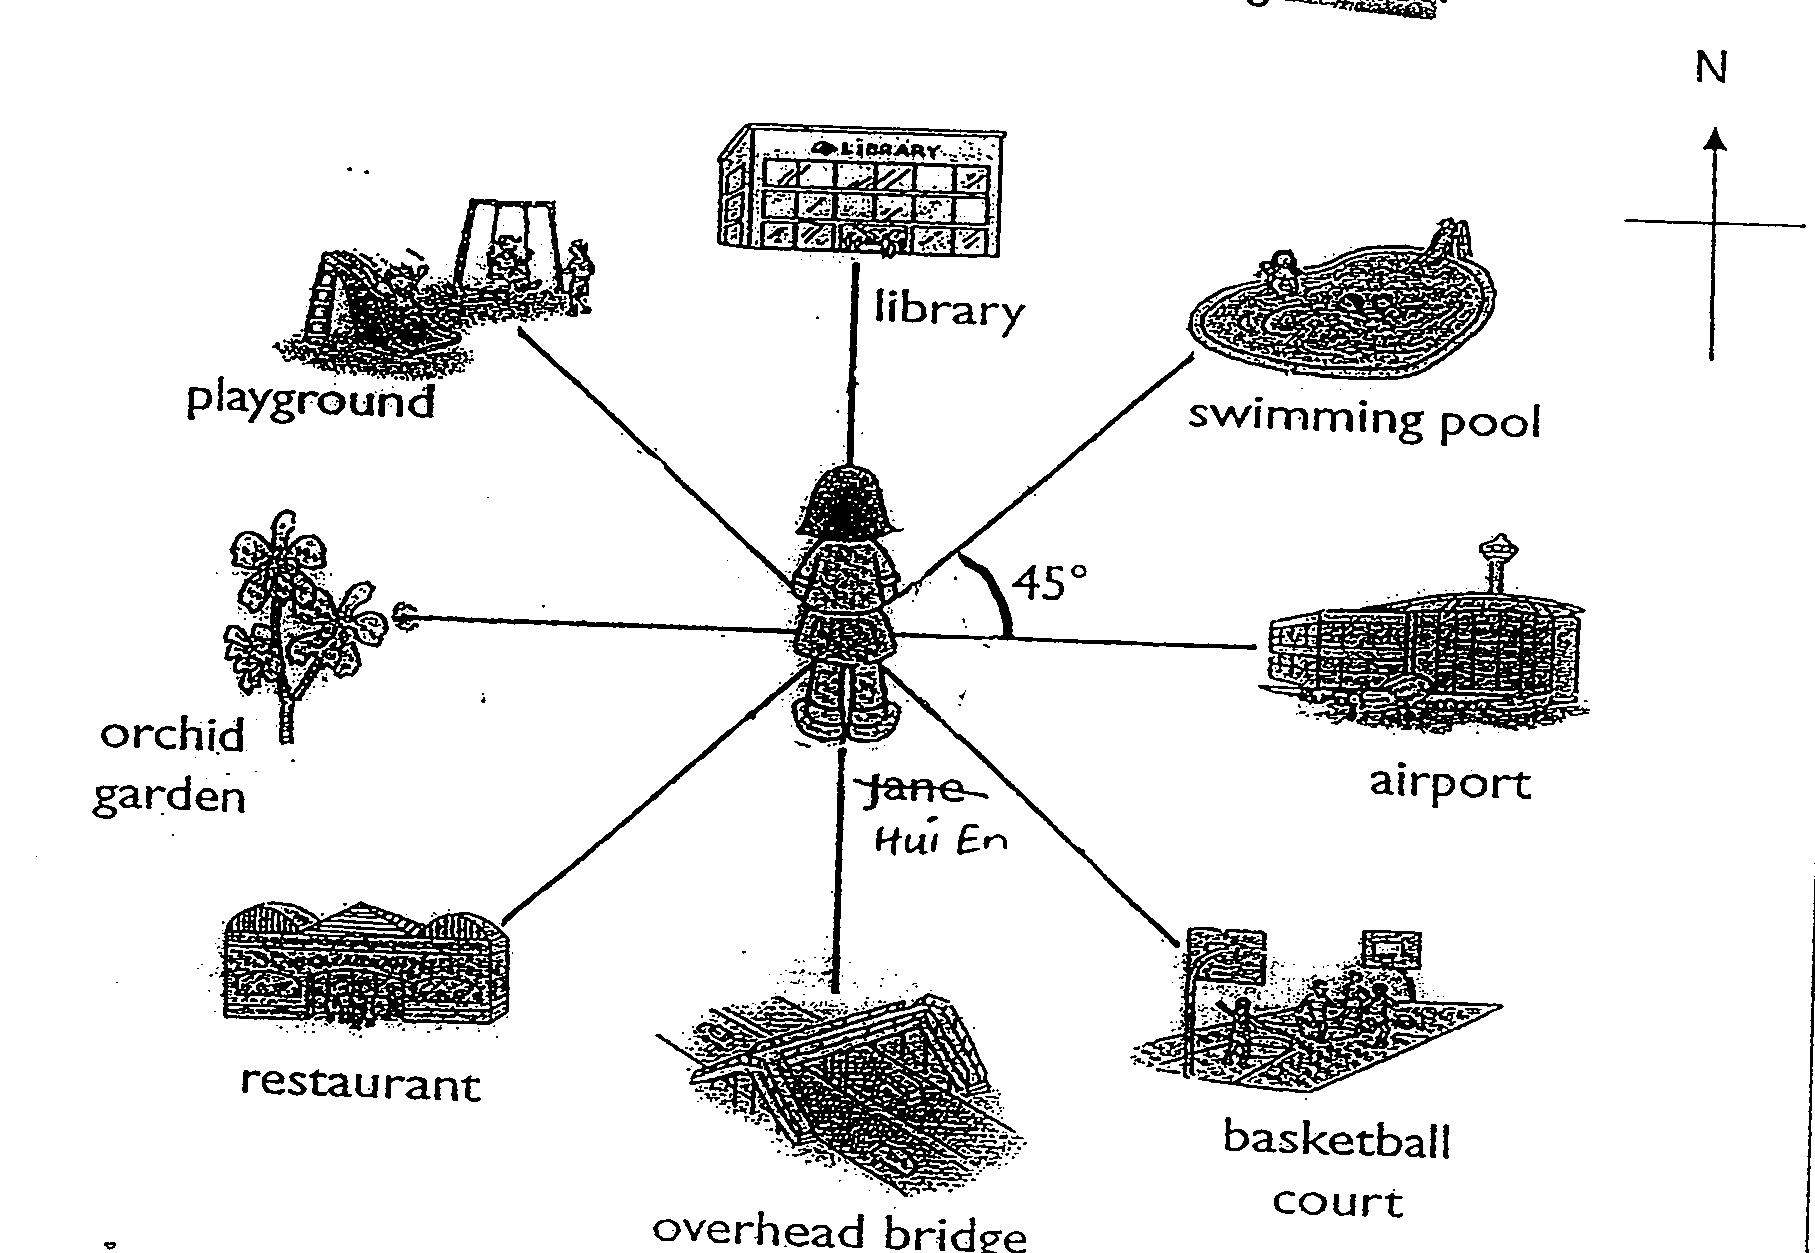 N
LIBRARY
library
playground
swimming pool
45°
orchid
garden
airport
Jane
Hui En
restaurant
basketball
court
overhead bridge